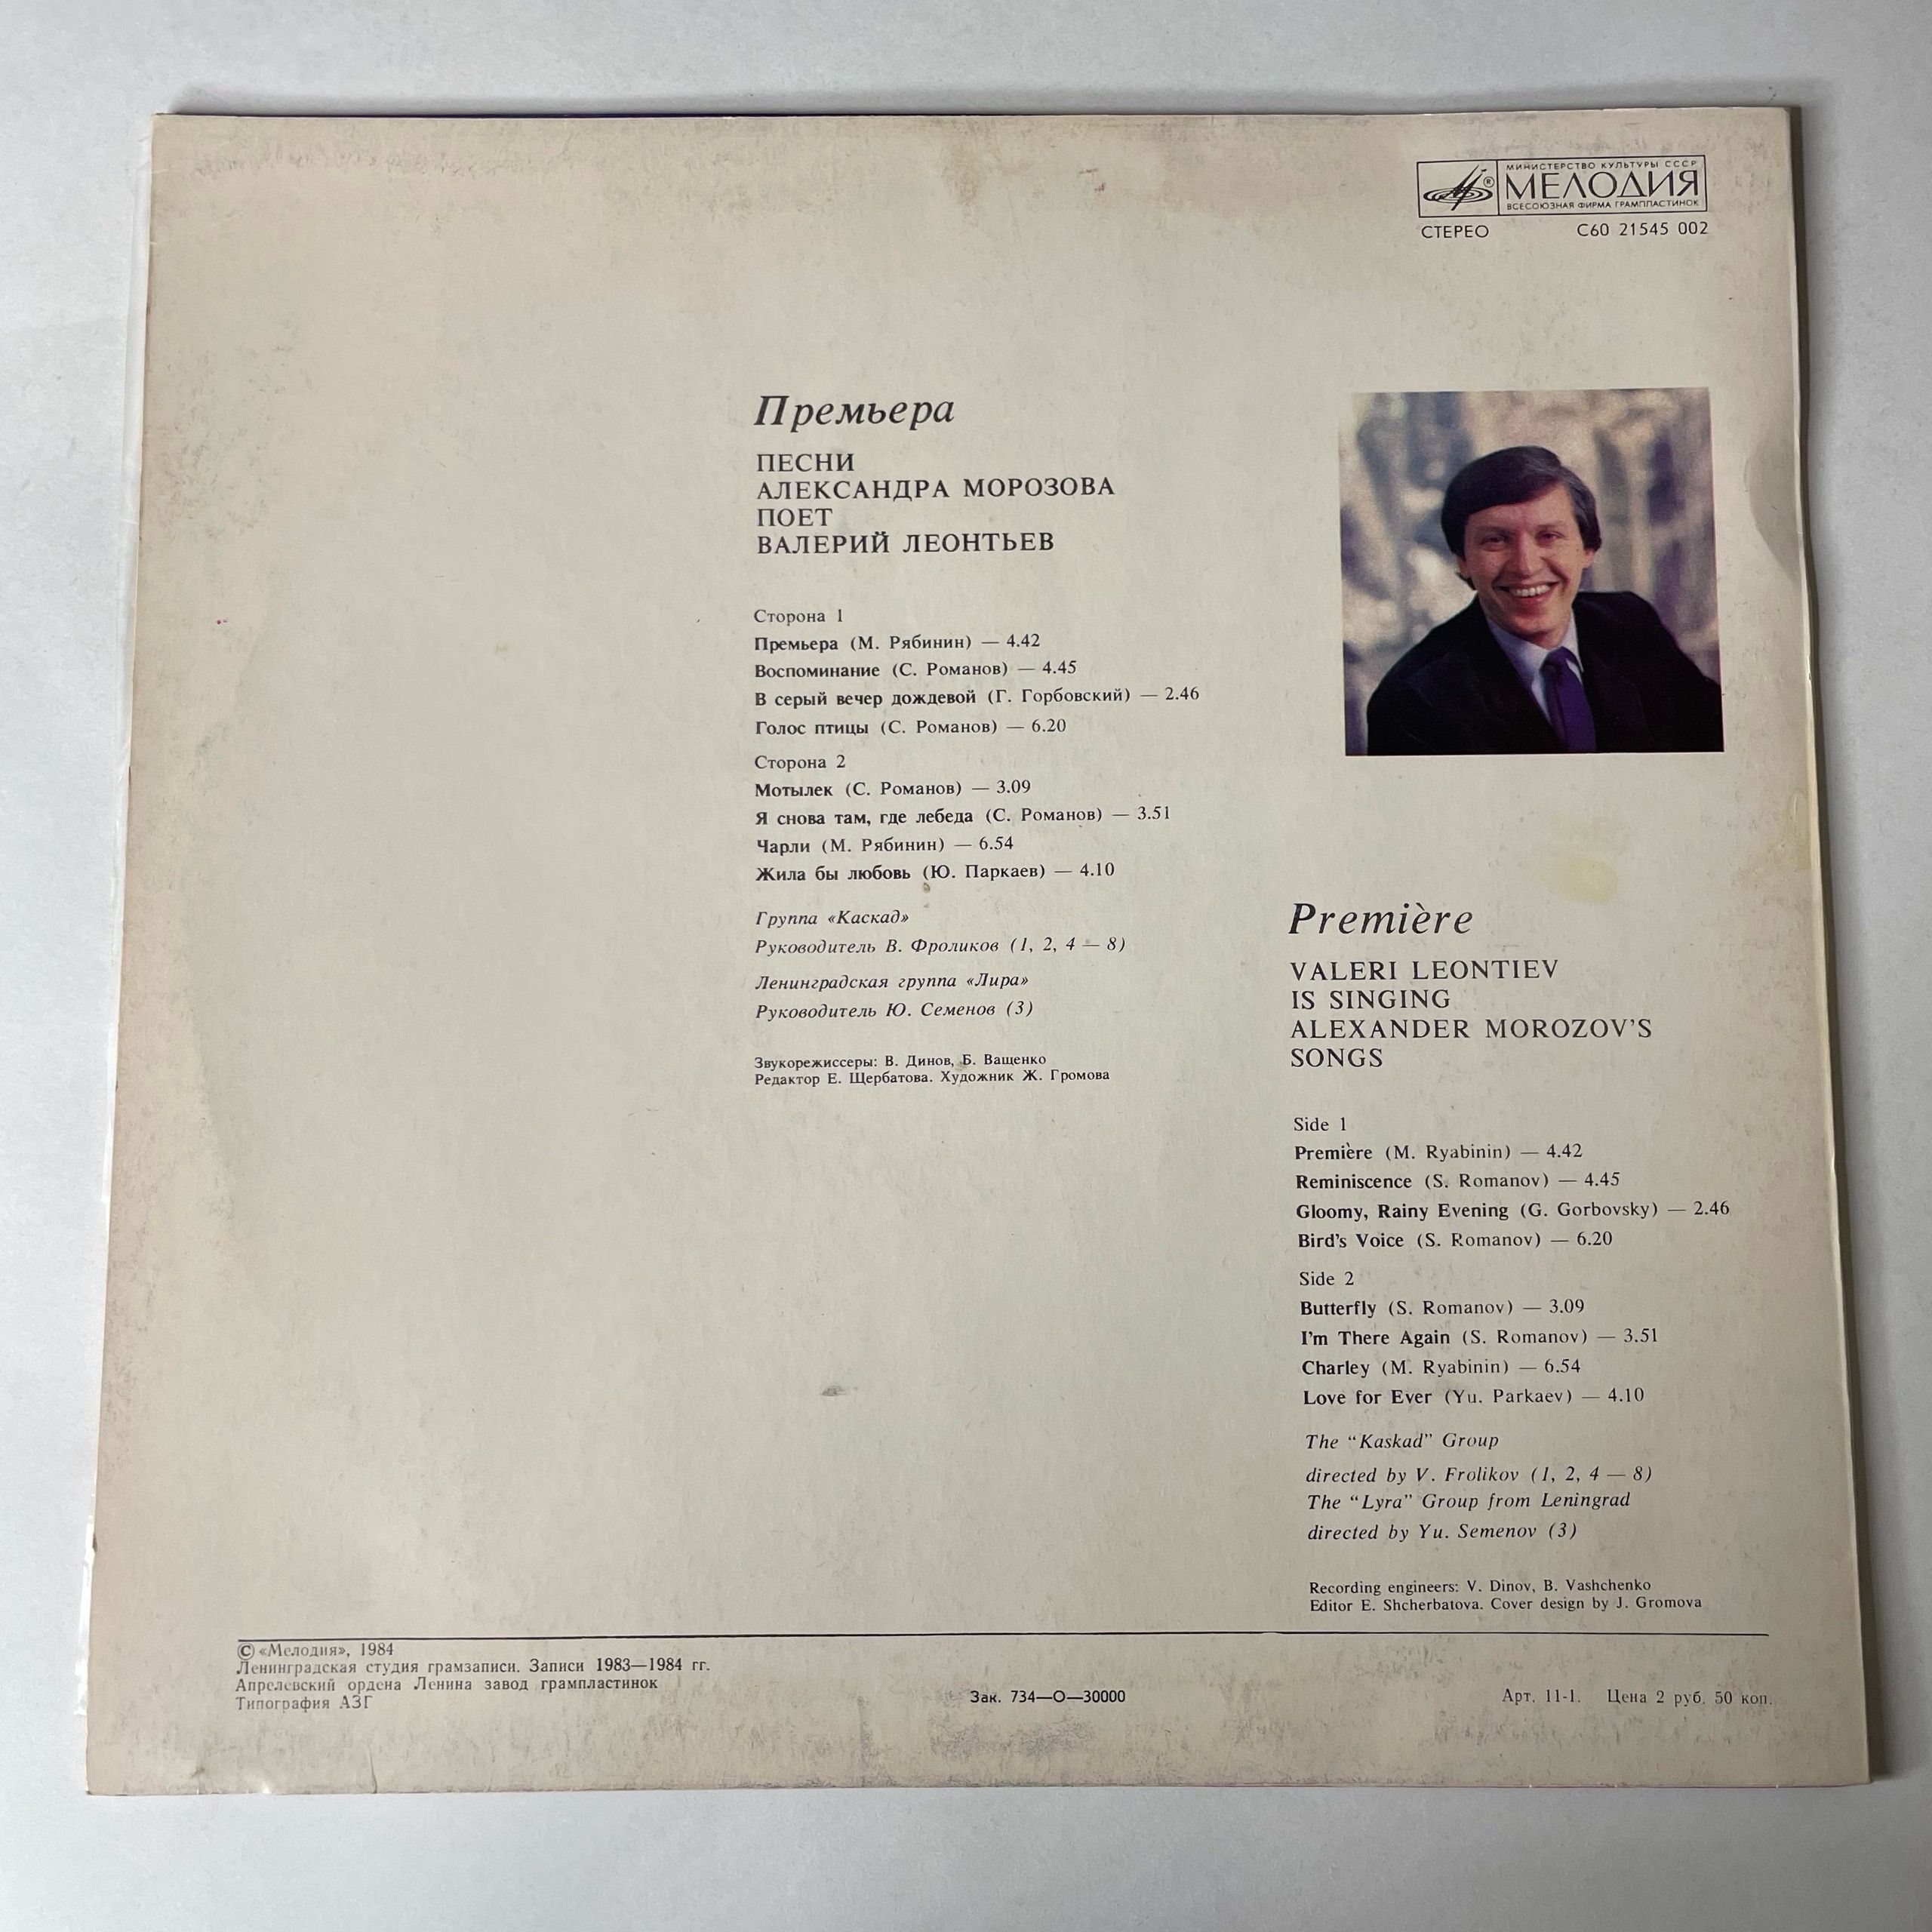 МИНИСТЕРСТВО КУЛЬТУРЫ СССР
МЕЛОДИЯ
ВСЕСОЮЗНАЯ ФИРМА ГРАМПЛАСТИНОК
СТЕРЕО С60 21545 002
Премьера
ПЕСНИ
АЛЕКСАНДРА МОРОЗОВА
ПОЕТ
ВАЛЕРИЙ ЛЕОНТЬЕВ
Сторона 1
Премьера (М. Рябинин) — 4.42
Воспоминание (С. Романов) — 4.45
В серый вечер дождевой (Г. Горбовский) — 2.46
Голос птицы (С. Романов) — 6.20
Сторона 2
Мотылек (С. Романов) — 3.09
Я снова там, где лебеда (С. Романов) — 3.51
Чарли (М. Рябинин) — 6.54
Жила бы любовь (Ю. Паркаев) — 4.10
Группа «Каскад»
Руководитель В. Фроликов (1, 2, 4 — 8)
Ленинградская группа «Лира»
Руководитель Ю. Семенов (3)
Звукорежиссеры: В. Динов, Б. Ващенко
Редактор Е. Щербатова. Художник Ж. Громова
Première
VALERI LEONTIEV
IS SINGING
ALEXANDER MOROZOV'S
SONGS
Side 1
Première (M. Ryabinin) — 4.42
Reminiscence (S. Romanov) — 4.45
Gloomy, Rainy Evening (G. Gorbovsky) — 2.46
Bird's Voice (S. Romanov) — 6.20
Side 2
Butterfly (S. Romanov) — 3.09
I'm There Again (S. Romanov) — 3.51
Charley (M. Ryabinin) — 6.54
Love for Ever (Yu. Parkaev) — 4.10
The “Kaskad” Group
directed by V. Frolikov (1, 2, 4 — 8)
The “Lyra” Group from Leningrad
directed by Yu. Semenov (3)
Recording engineers: V. Dinov, B. Vashchenko
Editor E. Shcherbatova. Cover design by J. Gromova
© «Мелодия», 1984
Ленинградская студия грамзаписи. Записи 1983—1984 гг.
Апрелевский ордена Ленина завод грампластинок
Типография АЗГ
Зак. 734—О—30000
Арт. 11-1. Цена 2 руб. 50 коп.